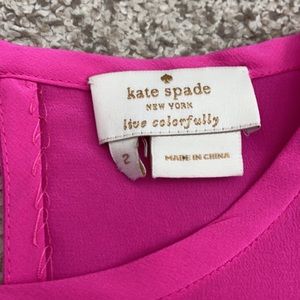 kate spade
NEW YORK
live colorfully
2
MADE IN CHINA